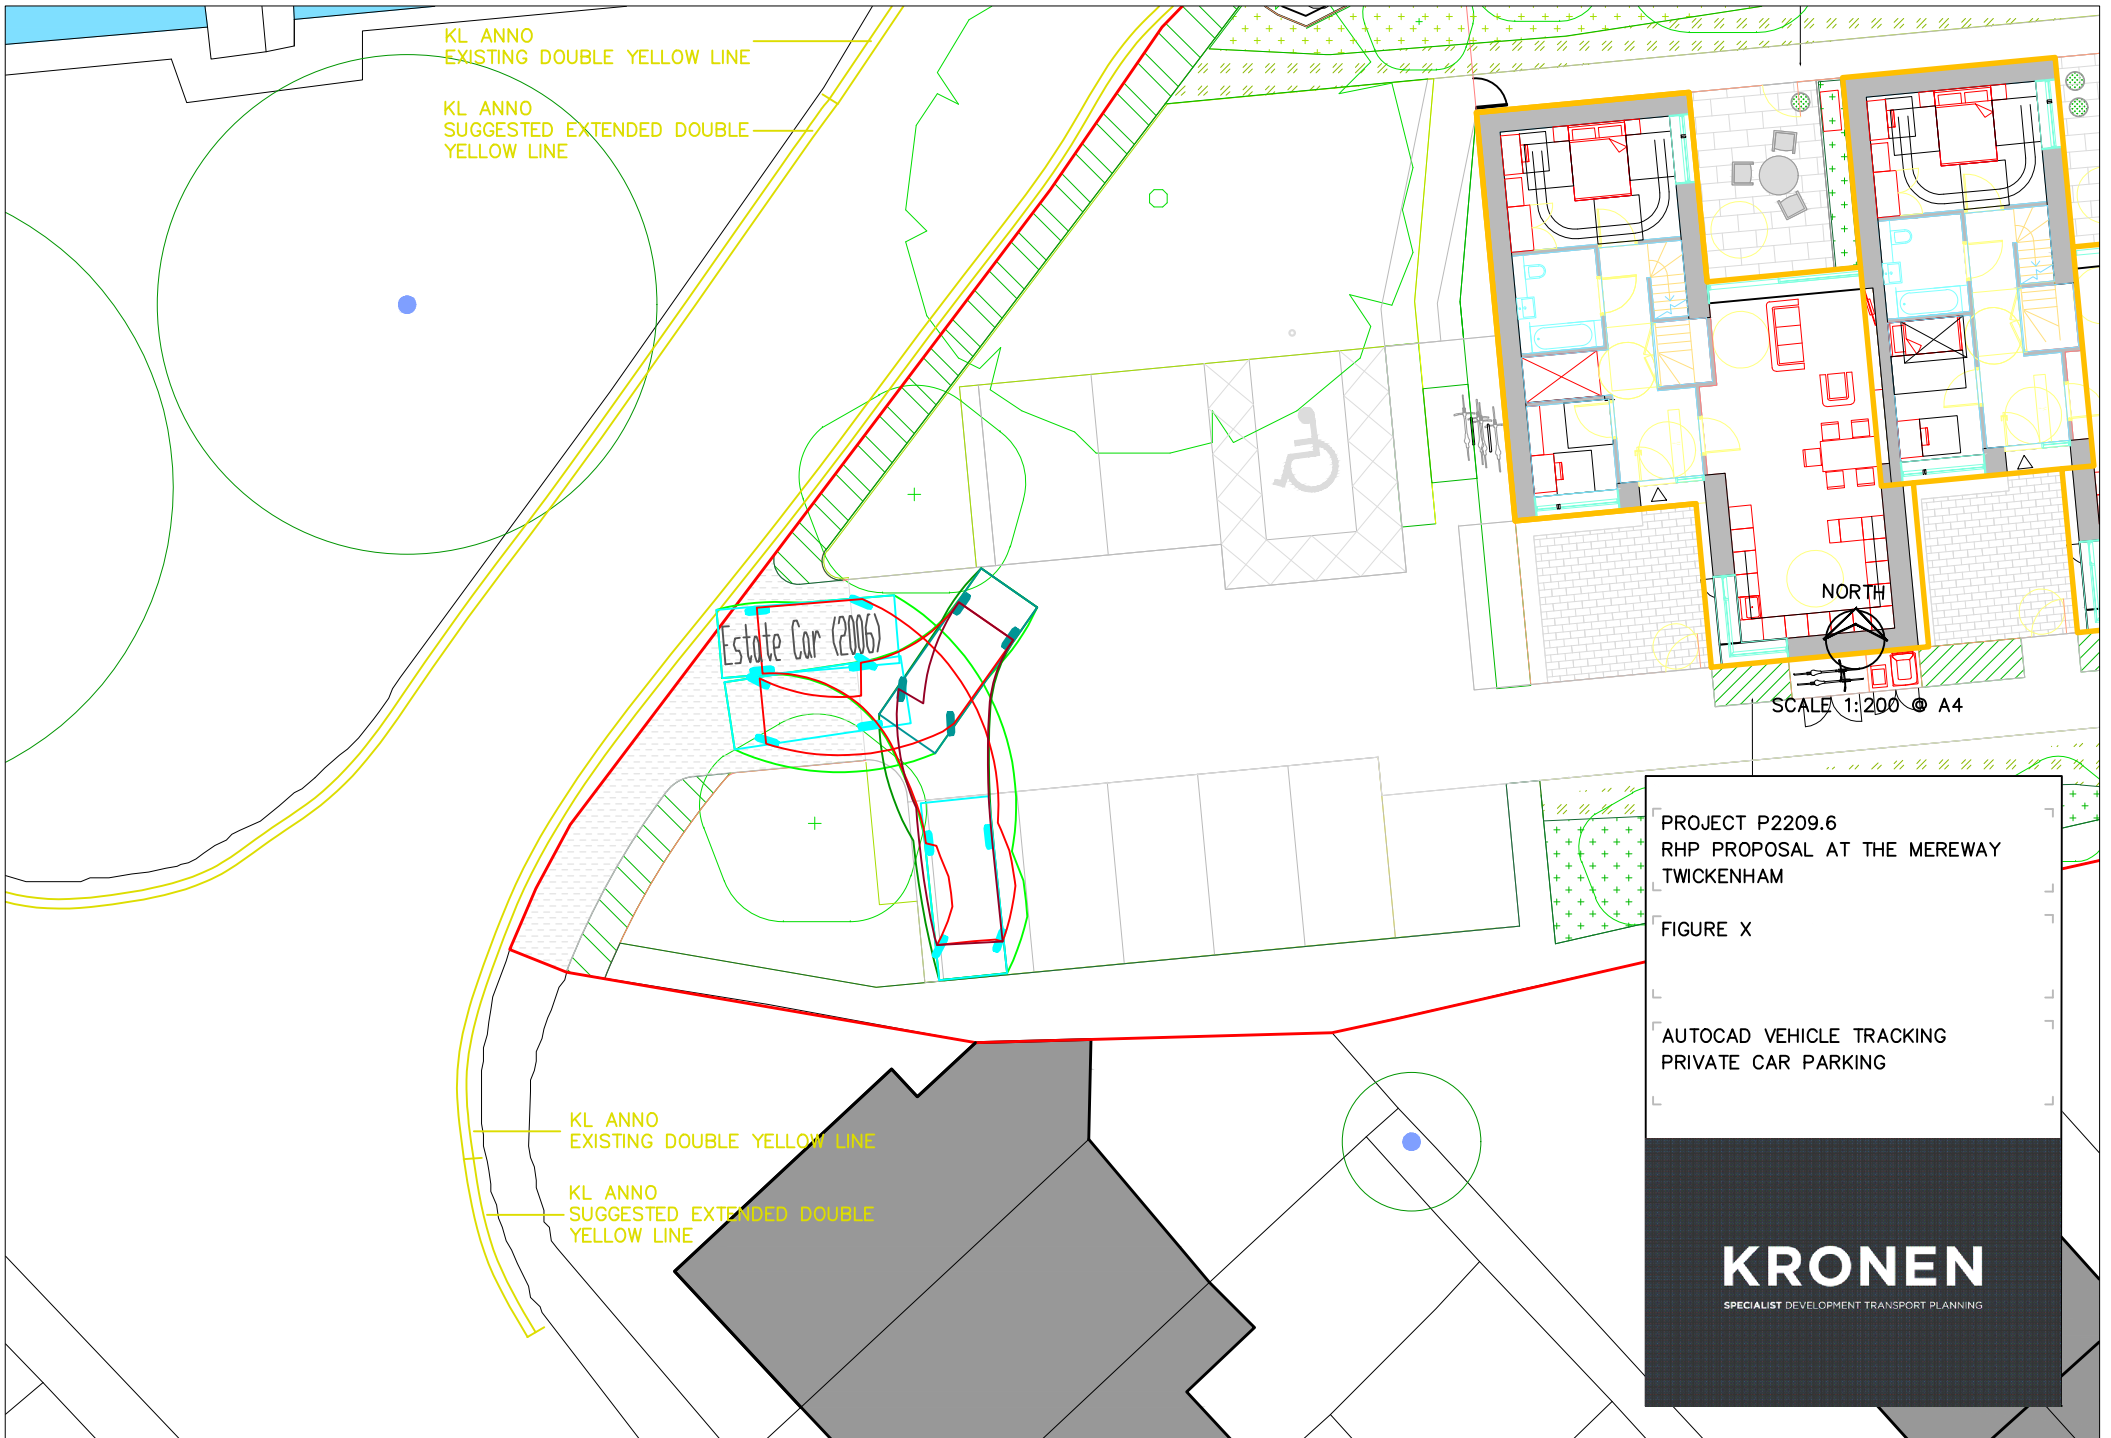 KL ANNO
EXISTING DOUBLE YELLOW LINE
KL ANNO
SUGGESTED EXTENDED DOUBLE
YELLOW LINE
Estate Car (2006)
NORTH
SCALE 1:200 @ A4
PROJECT P2209.6
RHP PROPOSAL AT THE MEREWAY
TWICKENHAM
FIGURE X
AUTOCAD VEHICLE TRACKING
PRIVATE CAR PARKING
KL ANNO
EXISTING DOUBLE YELLOW LINE
KL ANNO
SUGGESTED EXTENDED DOUBLE
YELLOW LINE
KRONEN
SPECIALIST DEVELOPMENT TRANSPORT PLANNING